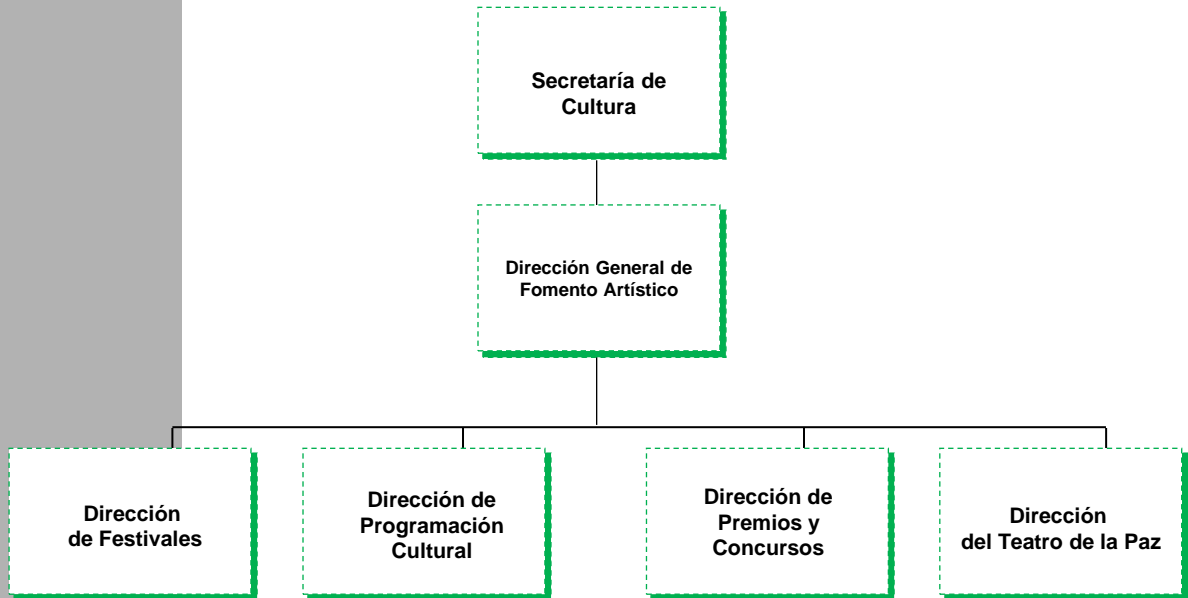 Secretaría de
Cultura
Dirección General de
Fomento Artístico
Dirección
de Festivales
Dirección de
Programación
Cultural
Dirección de
Premios y
Concursos
Dirección
del Teatro de la Paz